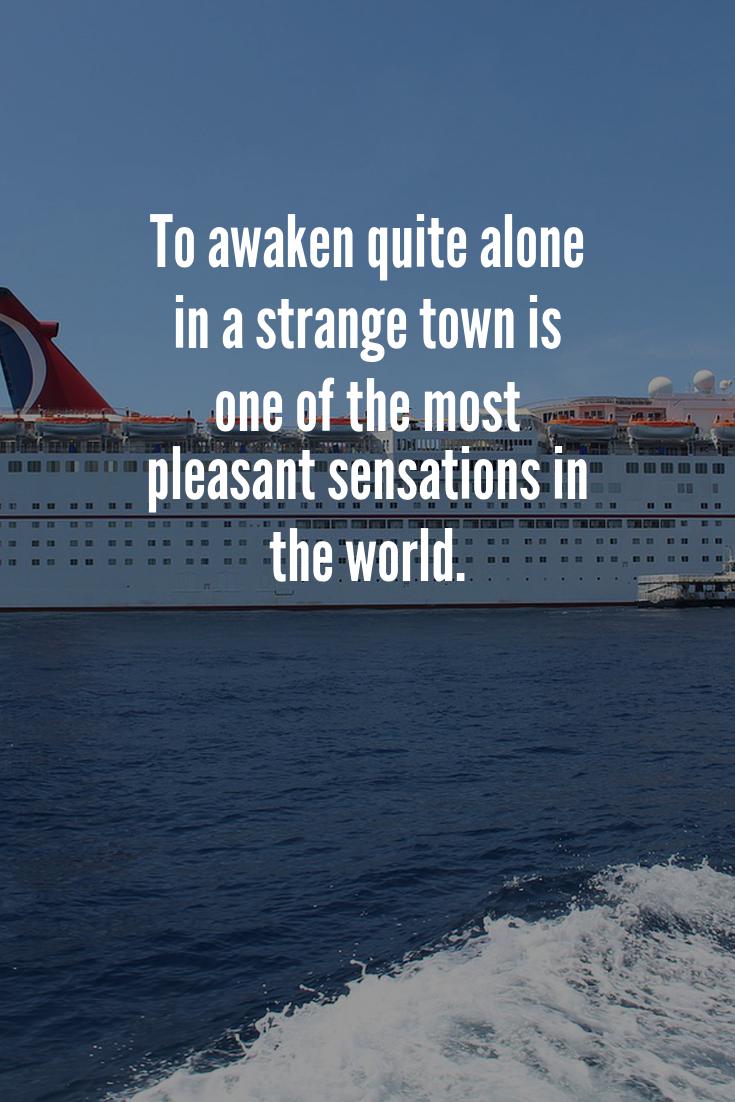 To awaken quite alone
in a strange town is
one of the most
pleasant sensations in
the world.